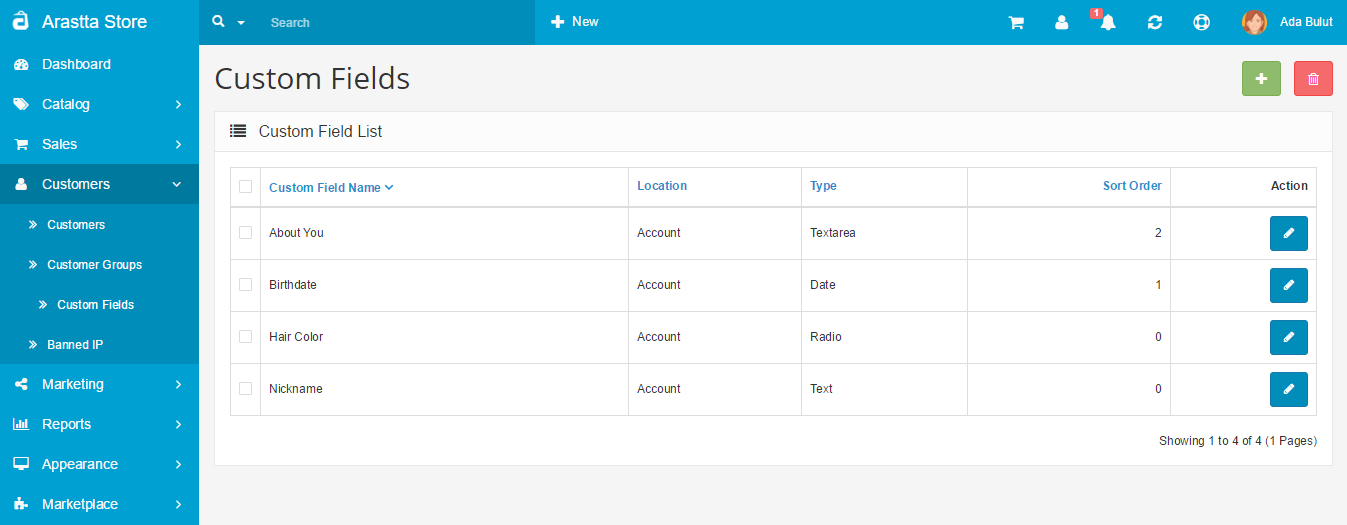 Arastta Store
Search
New
1
Ada Bulut
Dashboard
Catalog
Sales
Customers
Customers
Customer Groups
Custom Fields
Banned IP
Marketing
Reports
Appearance
Marketplace
Custom Fields
Custom Field List
Custom Field Name Location Type Sort Order Action
About You Account Textarea 2
Birthdate Account Date 1
Hair Color Account Radio 0
Nickname Account Text 0
Showing 1 to 4 of 4 (1 Pages)